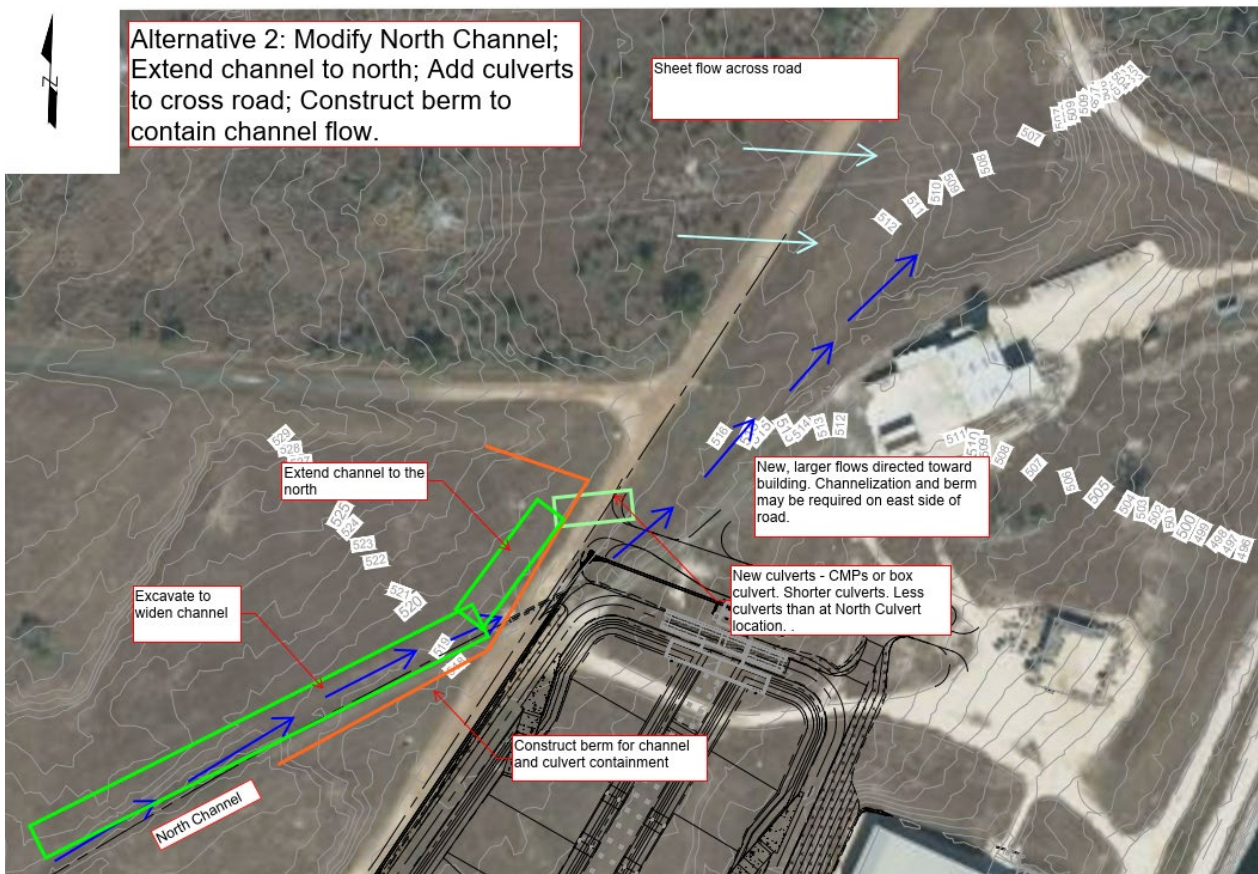 N
Alternative 2: Modify North Channel;
Extend channel to north; Add culverts
to cross road; Construct berm to
contain channel flow.
Sheet flow across road
507
508
509
510
511
512
529
528
Extend channel to the
north
525
524
523
522
521
520
519
516
514
513
512
511
510
509
508
507
506
505
504
503
502
501
500
499
498
497
496
New, larger flows directed toward
building. Channelization and berm
may be required on east side of
road.
New culverts - CMPs or box
culvert. Shorter culverts. Less
culverts than at North Culvert
location. .
Excavate to
widen channel
Construct berm for channel
and culvert containment
North Channel